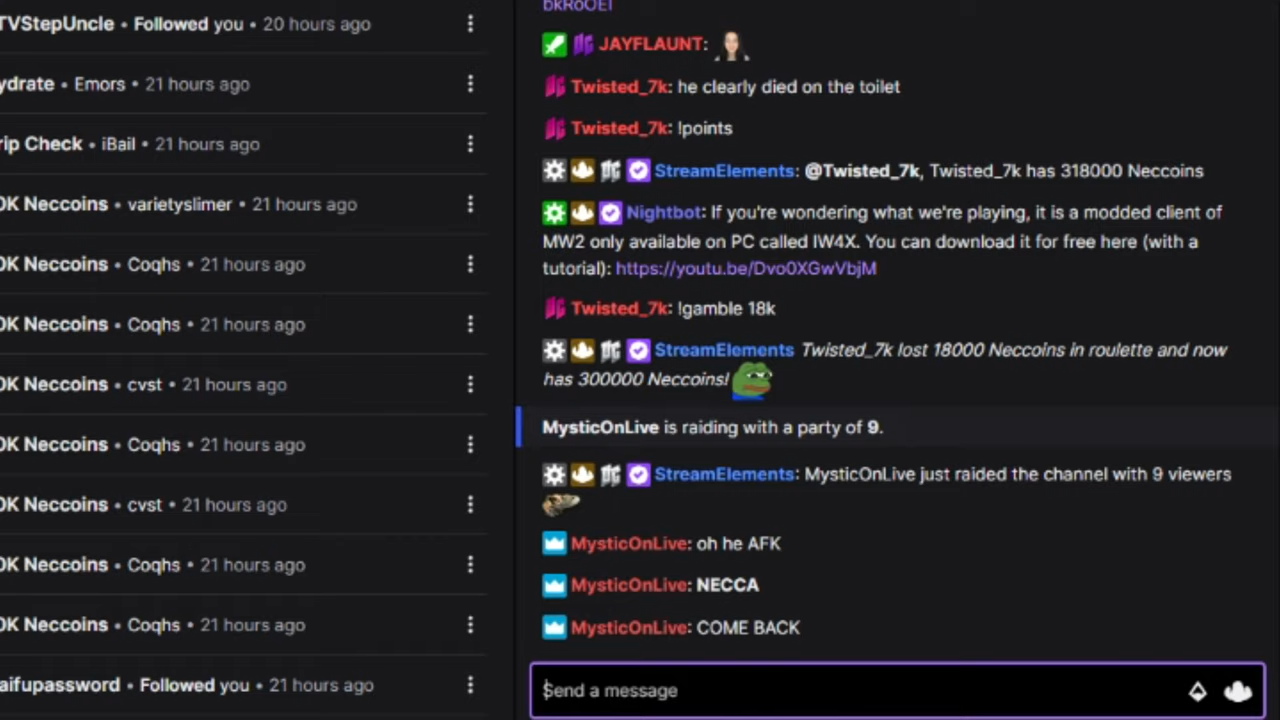 TVStepUncle • Followed you • 20 hours ago
ydrate • Emors • 21 hours ago
rip Check • iBail • 21 hours ago
0K Neccoins • varietyslimer • 21 hours ago
0K Neccoins • Coqhs • 21 hours ago
0K Neccoins • Coqhs • 21 hours ago
0K Neccoins • cvst • 21 hours ago
0K Neccoins • Coqhs • 21 hours ago
0K Neccoins • cvst • 21 hours ago
0K Neccoins • Coqhs • 21 hours ago
0K Neccoins • Coqhs • 21 hours ago
aifupassword • Followed you • 21 hours ago
JAYFLAUNT:
Twisted_7k: he clearly died on the toilet
Twisted_7k: !points
StreamElements: @Twisted_7k, Twisted_7k has 318000 Neccoins
Nightbot: If you're wondering what we're playing, it is a modded client of
MW2 only available on PC called IW4X. You can download it for free here (with a
tutorial): https://youtu.be/Dvo0XGwVbjM
Twisted_7k: !gamble 18k
StreamElements Twisted_7k lost 18000 Neccoins in roulette and now
has 300000 Neccoins!
MysticOnLive is raiding with a party of 9.
StreamElements: MysticOnLive just raided the channel with 9 viewers
MysticOnLive: oh he AFK
MysticOnLive: NECCA
MysticOnLive: COME BACK
Send a message